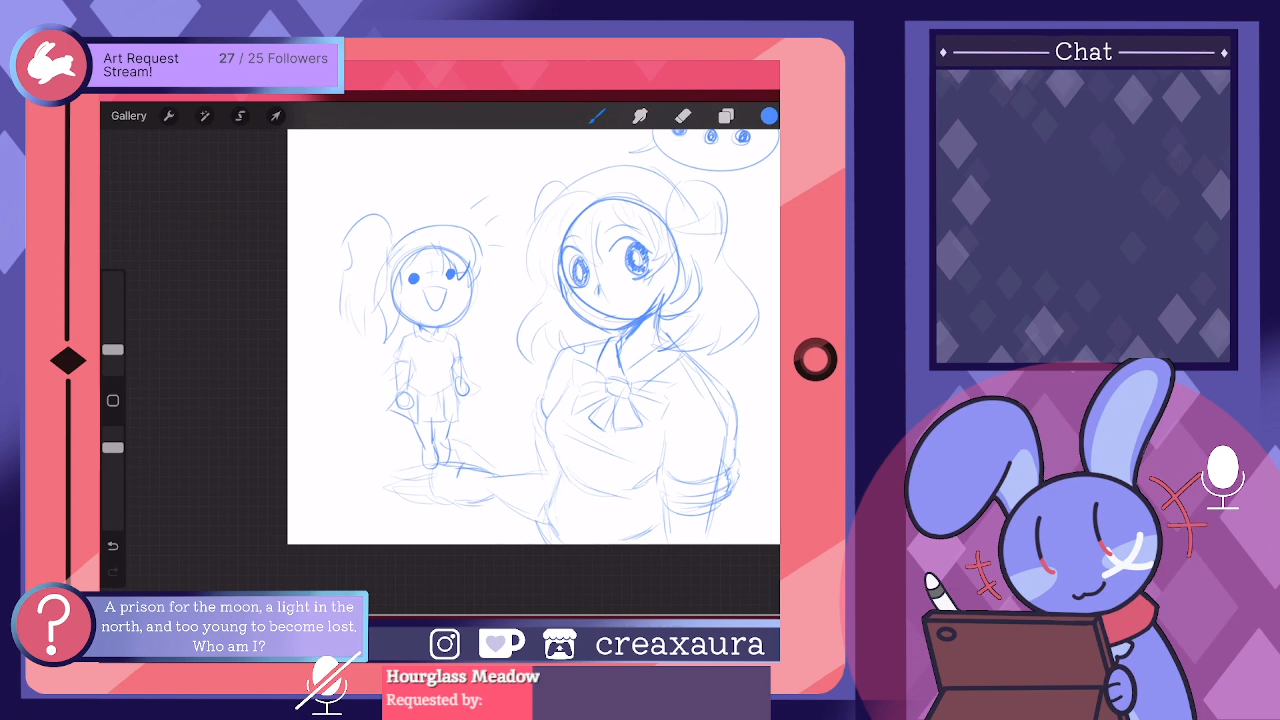 Art Request
Stream!
27 / 25 Followers
Chat
Gallery
A prison for the moon, a light in the
north, and too young to become lost.
Who am I?
creaxaura
Hourglass Meadow
Requested by: